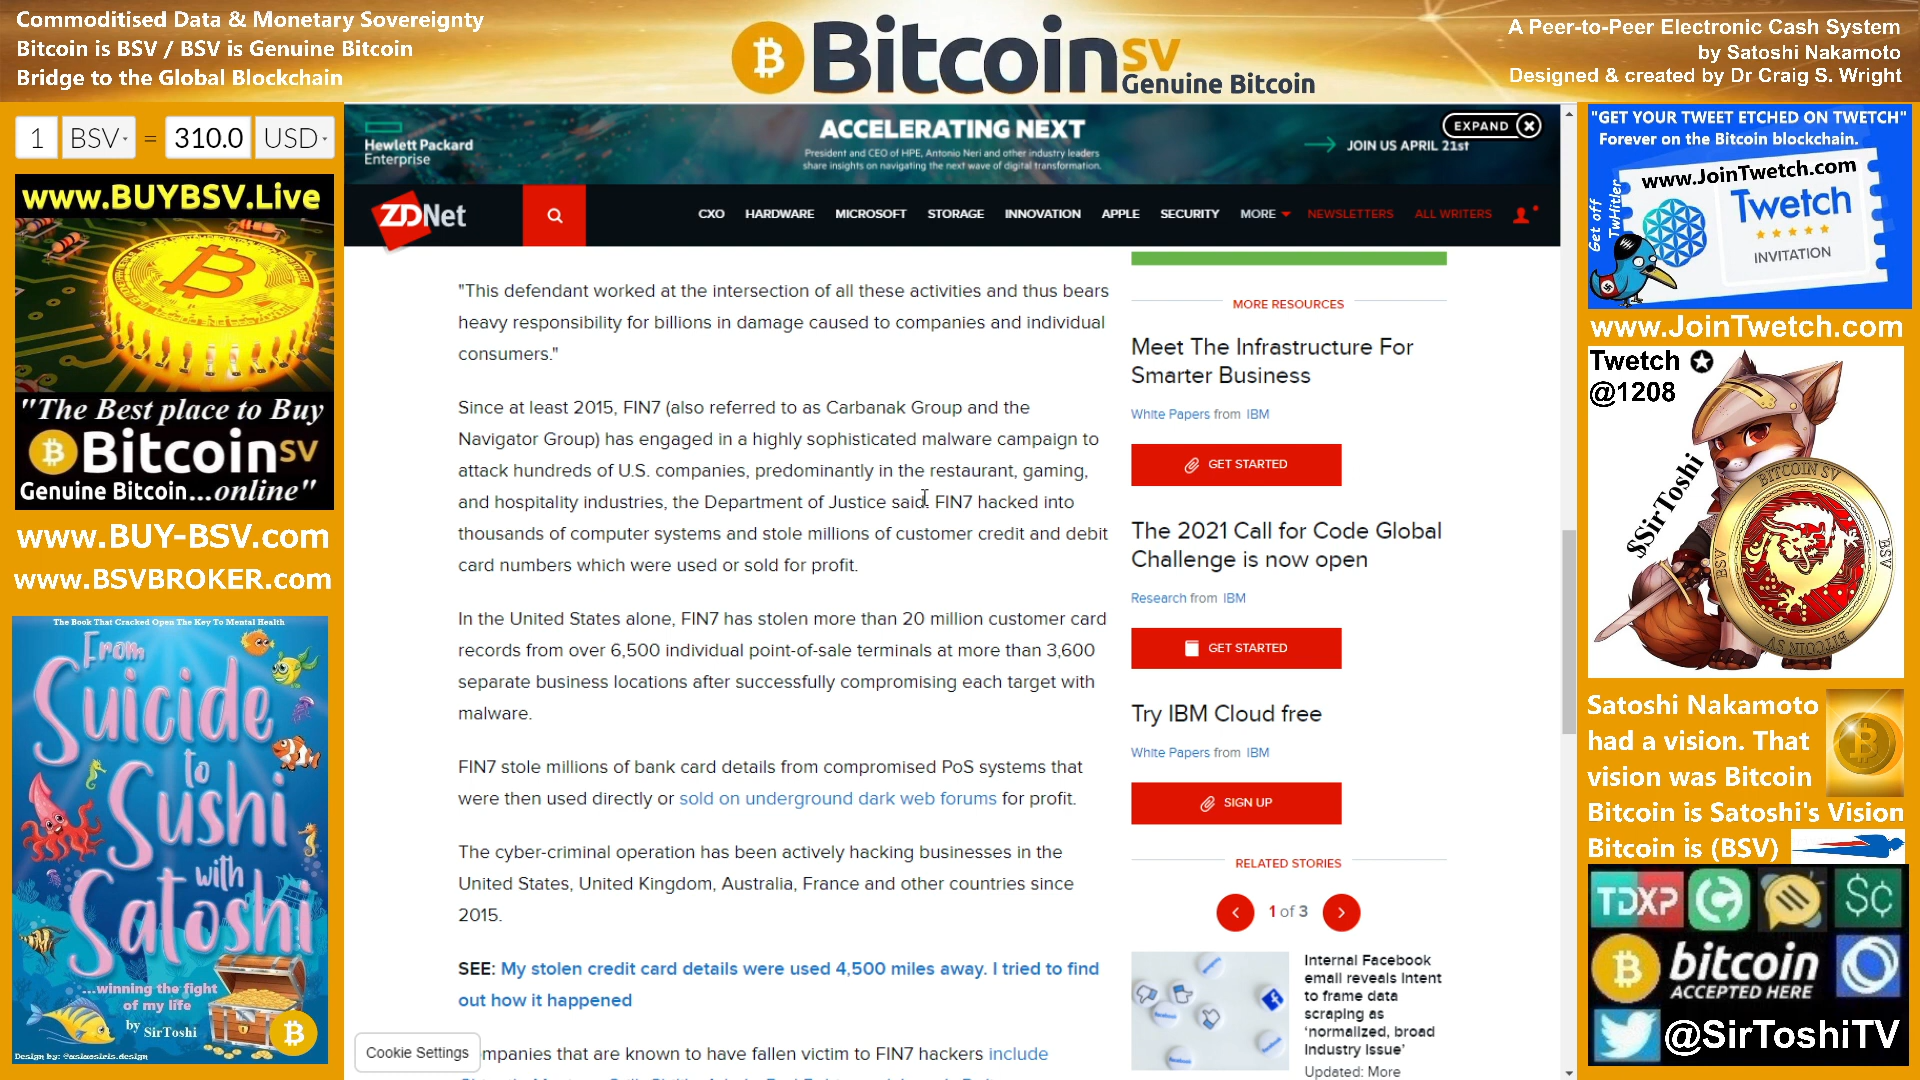 Commoditised Data & Monetary Sovereignty
Bitcoin is BSV / BSV is Genuine Bitcoin
Bridge to the Global Blockchain
BitcoinSV
Genuine Bitcoin
A Peer-to-Peer Electronic Cash System
by Satoshi Nakamoto
Designed & created by Dr Craig S. Wright
1 BSV = 310.0 USD
www.BUYBSV.Live
"The Best place to Buy
BitcoinSV
Genuine Bitcoin...online"
www.BUY-BSV.com
www.BSVBROKER.com
The Book That Cracked Open The Key To Mental Health
From
Suicide
to
Sushi
with
Satoshi
...winning the fight
of my life
by SirToshi
Design by: @asiaosiris.design
Hewlett Packard
Enterprise
ACCELERATING NEXT
President and CEO of HPE, Antonio Neri and other industry leaders
share insights on navigating the next wave of digital transformation.
JOIN US APRIL 21st
EXPAND
ZDNet
CXO HARDWARE MICROSOFT STORAGE INNOVATION APPLE SECURITY MORE NEWSLETTERS ALL WRITERS
"This defendant worked at the intersection of all these activities and thus bears
heavy responsibility for billions in damage caused to companies and individual
consumers."
Since at least 2015, FIN7 (also referred to as Carbanak Group and the
Navigator Group) has engaged in a highly sophisticated malware campaign to
attack hundreds of U.S. companies, predominantly in the restaurant, gaming,
and hospitality industries, the Department of Justice said. FIN7 hacked into
thousands of computer systems and stole millions of customer credit and debit
card numbers which were used or sold for profit.
In the United States alone, FIN7 has stolen more than 20 million customer card
records from over 6,500 individual point-of-sale terminals at more than 3,600
separate business locations after successfully compromising each target with
malware.
FIN7 stole millions of bank card details from compromised PoS systems that
were then used directly or sold on underground dark web forums for profit.
The cyber-criminal operation has been actively hacking businesses in the
United States, United Kingdom, Australia, France and other countries since
2015.
SEE: My stolen credit card details were used 4,500 miles away. I tried to find
out how it happened
mpanies that are known to have fallen victim to FIN7 hackers include
Cookie Settings
MORE RESOURCES
Meet The Infrastructure For
Smarter Business
White Papers from IBM
GET STARTED
The 2021 Call for Code Global
Challenge is now open
Research from IBM
GET STARTED
Try IBM Cloud free
White Papers from IBM
SIGN UP
RELATED STORIES
1 of 3
Internal Facebook
email reveals intent
to frame data
scraping as
‘normalized, broad
industry issue’
Updated: More
"GET YOUR TWEET ETCHED ON TWETCH"
Forever on the Bitcoin blockchain.
www.JoinTwetch.com
Twetch
INVITATION
Get off
TwHitler
www.JoinTwetch.com
Twetch
@1208
$SirToshi
BITCOIN SV
BSV
BSV
BITCOIN SV
Satoshi Nakamoto
had a vision. That
vision was Bitcoin
Bitcoin is Satoshi's Vision
Bitcoin is (BSV)
TDXP
$¢
bitcoin
ACCEPTED HERE
@SirToshiTV